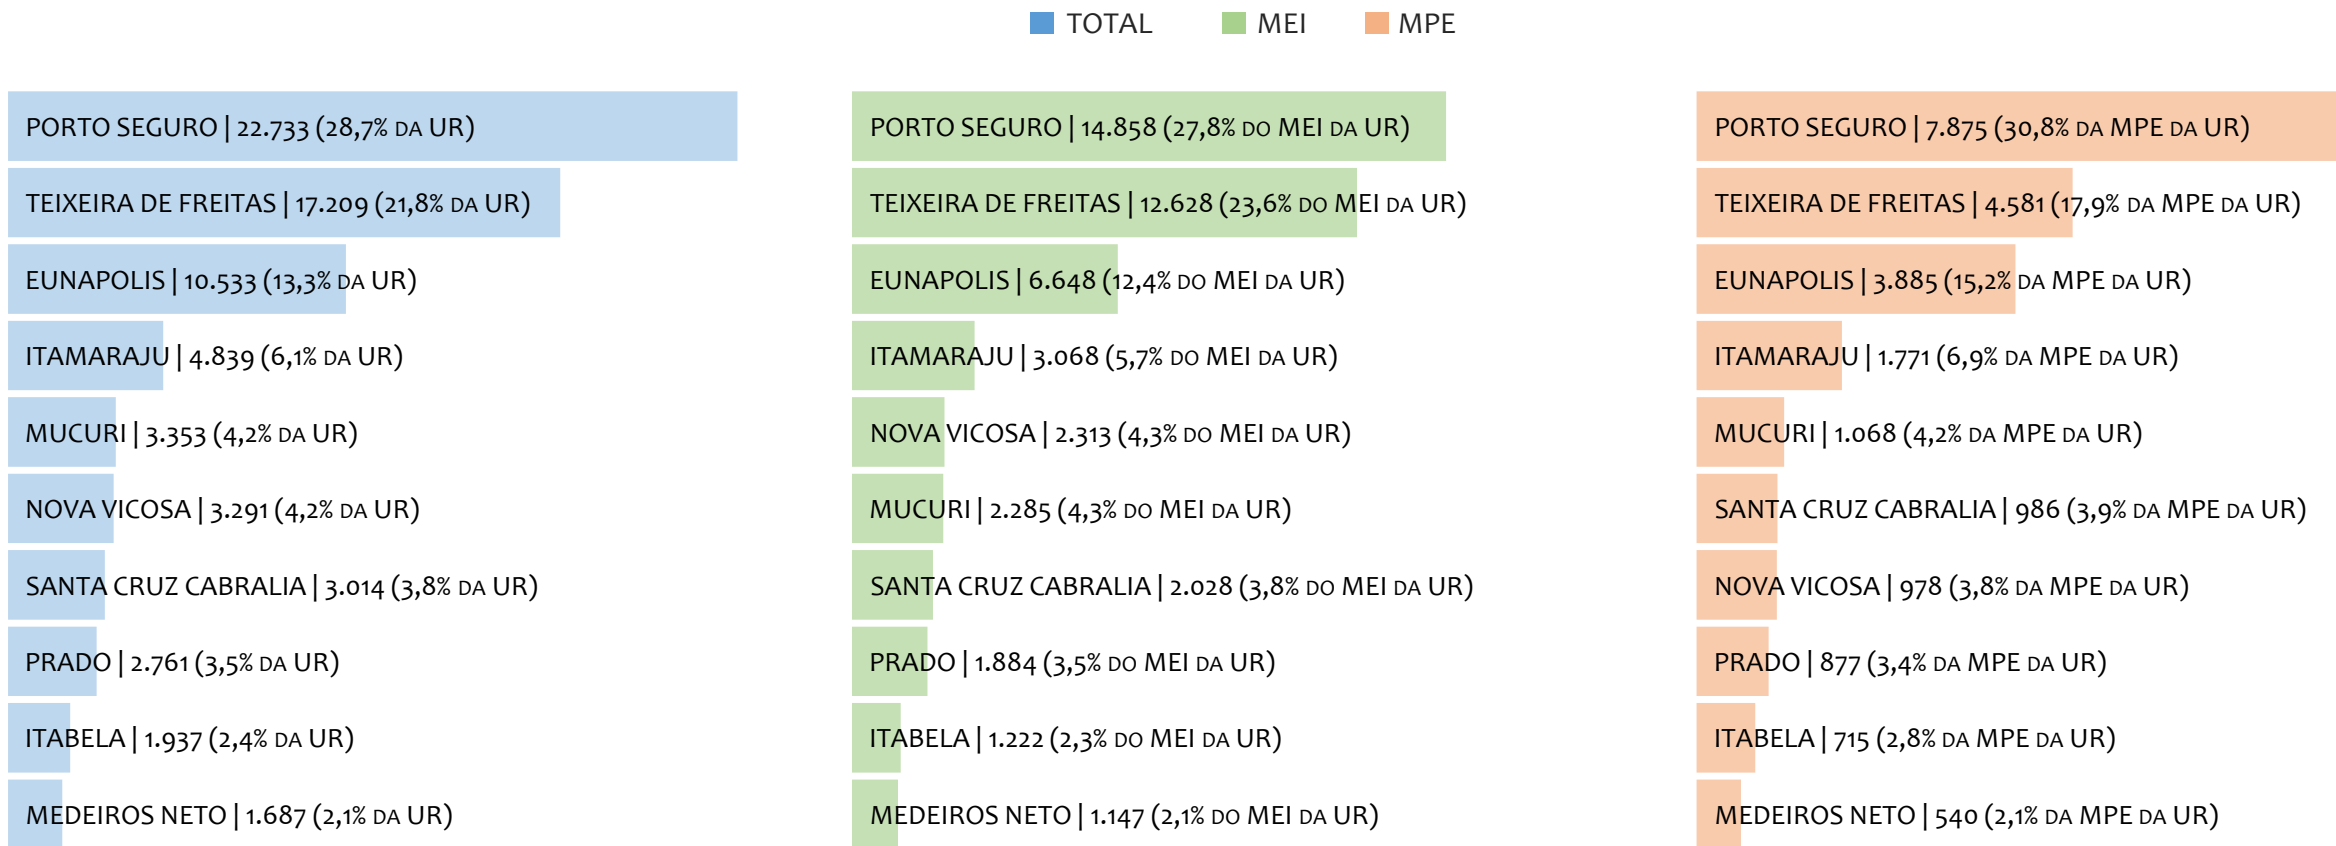 TOTAL MEI MPE
PORTO SEGURO | 22.733 (28,7% DA UR)
TEIXEIRA DE FREITAS | 17.209 (21,8% DA UR)
EUNAPOLIS | 10.533 (13,3% DA UR)
ITAMARAJU | 4.839 (6,1% DA UR)
MUCURI | 3.353 (4,2% DA UR)
NOVA VICOSA | 3.291 (4,2% DA UR)
SANTA CRUZ CABRALIA | 3.014 (3,8% DA UR)
PRADO | 2.761 (3,5% DA UR)
ITABELA | 1.937 (2,4% DA UR)
MEDEIROS NETO | 1.687 (2,1% DA UR)
PORTO SEGURO | 14.858 (27,8% DO MEI DA UR)
TEIXEIRA DE FREITAS | 12.628 (23,6% DO MEI DA UR)
EUNAPOLIS | 6.648 (12,4% DO MEI DA UR)
ITAMARAJU | 3.068 (5,7% DO MEI DA UR)
NOVA VICOSA | 2.313 (4,3% DO MEI DA UR)
MUCURI | 2.285 (4,3% DO MEI DA UR)
SANTA CRUZ CABRALIA | 2.028 (3,8% DO MEI DA UR)
PRADO | 1.884 (3,5% DO MEI DA UR)
ITABELA | 1.222 (2,3% DO MEI DA UR)
MEDEIROS NETO | 1.147 (2,1% DO MEI DA UR)
PORTO SEGURO | 7.875 (30,8% DA MPE DA UR)
TEIXEIRA DE FREITAS | 4.581 (17,9% DA MPE DA UR)
EUNAPOLIS | 3.885 (15,2% DA MPE DA UR)
ITAMARAJU | 1.771 (6,9% DA MPE DA UR)
MUCURI | 1.068 (4,2% DA MPE DA UR)
SANTA CRUZ CABRALIA | 986 (3,9% DA MPE DA UR)
NOVA VICOSA | 978 (3,8% DA MPE DA UR)
PRADO | 877 (3,4% DA MPE DA UR)
ITABELA | 715 (2,8% DA MPE DA UR)
MEDEIROS NETO | 540 (2,1% DA MPE DA UR)